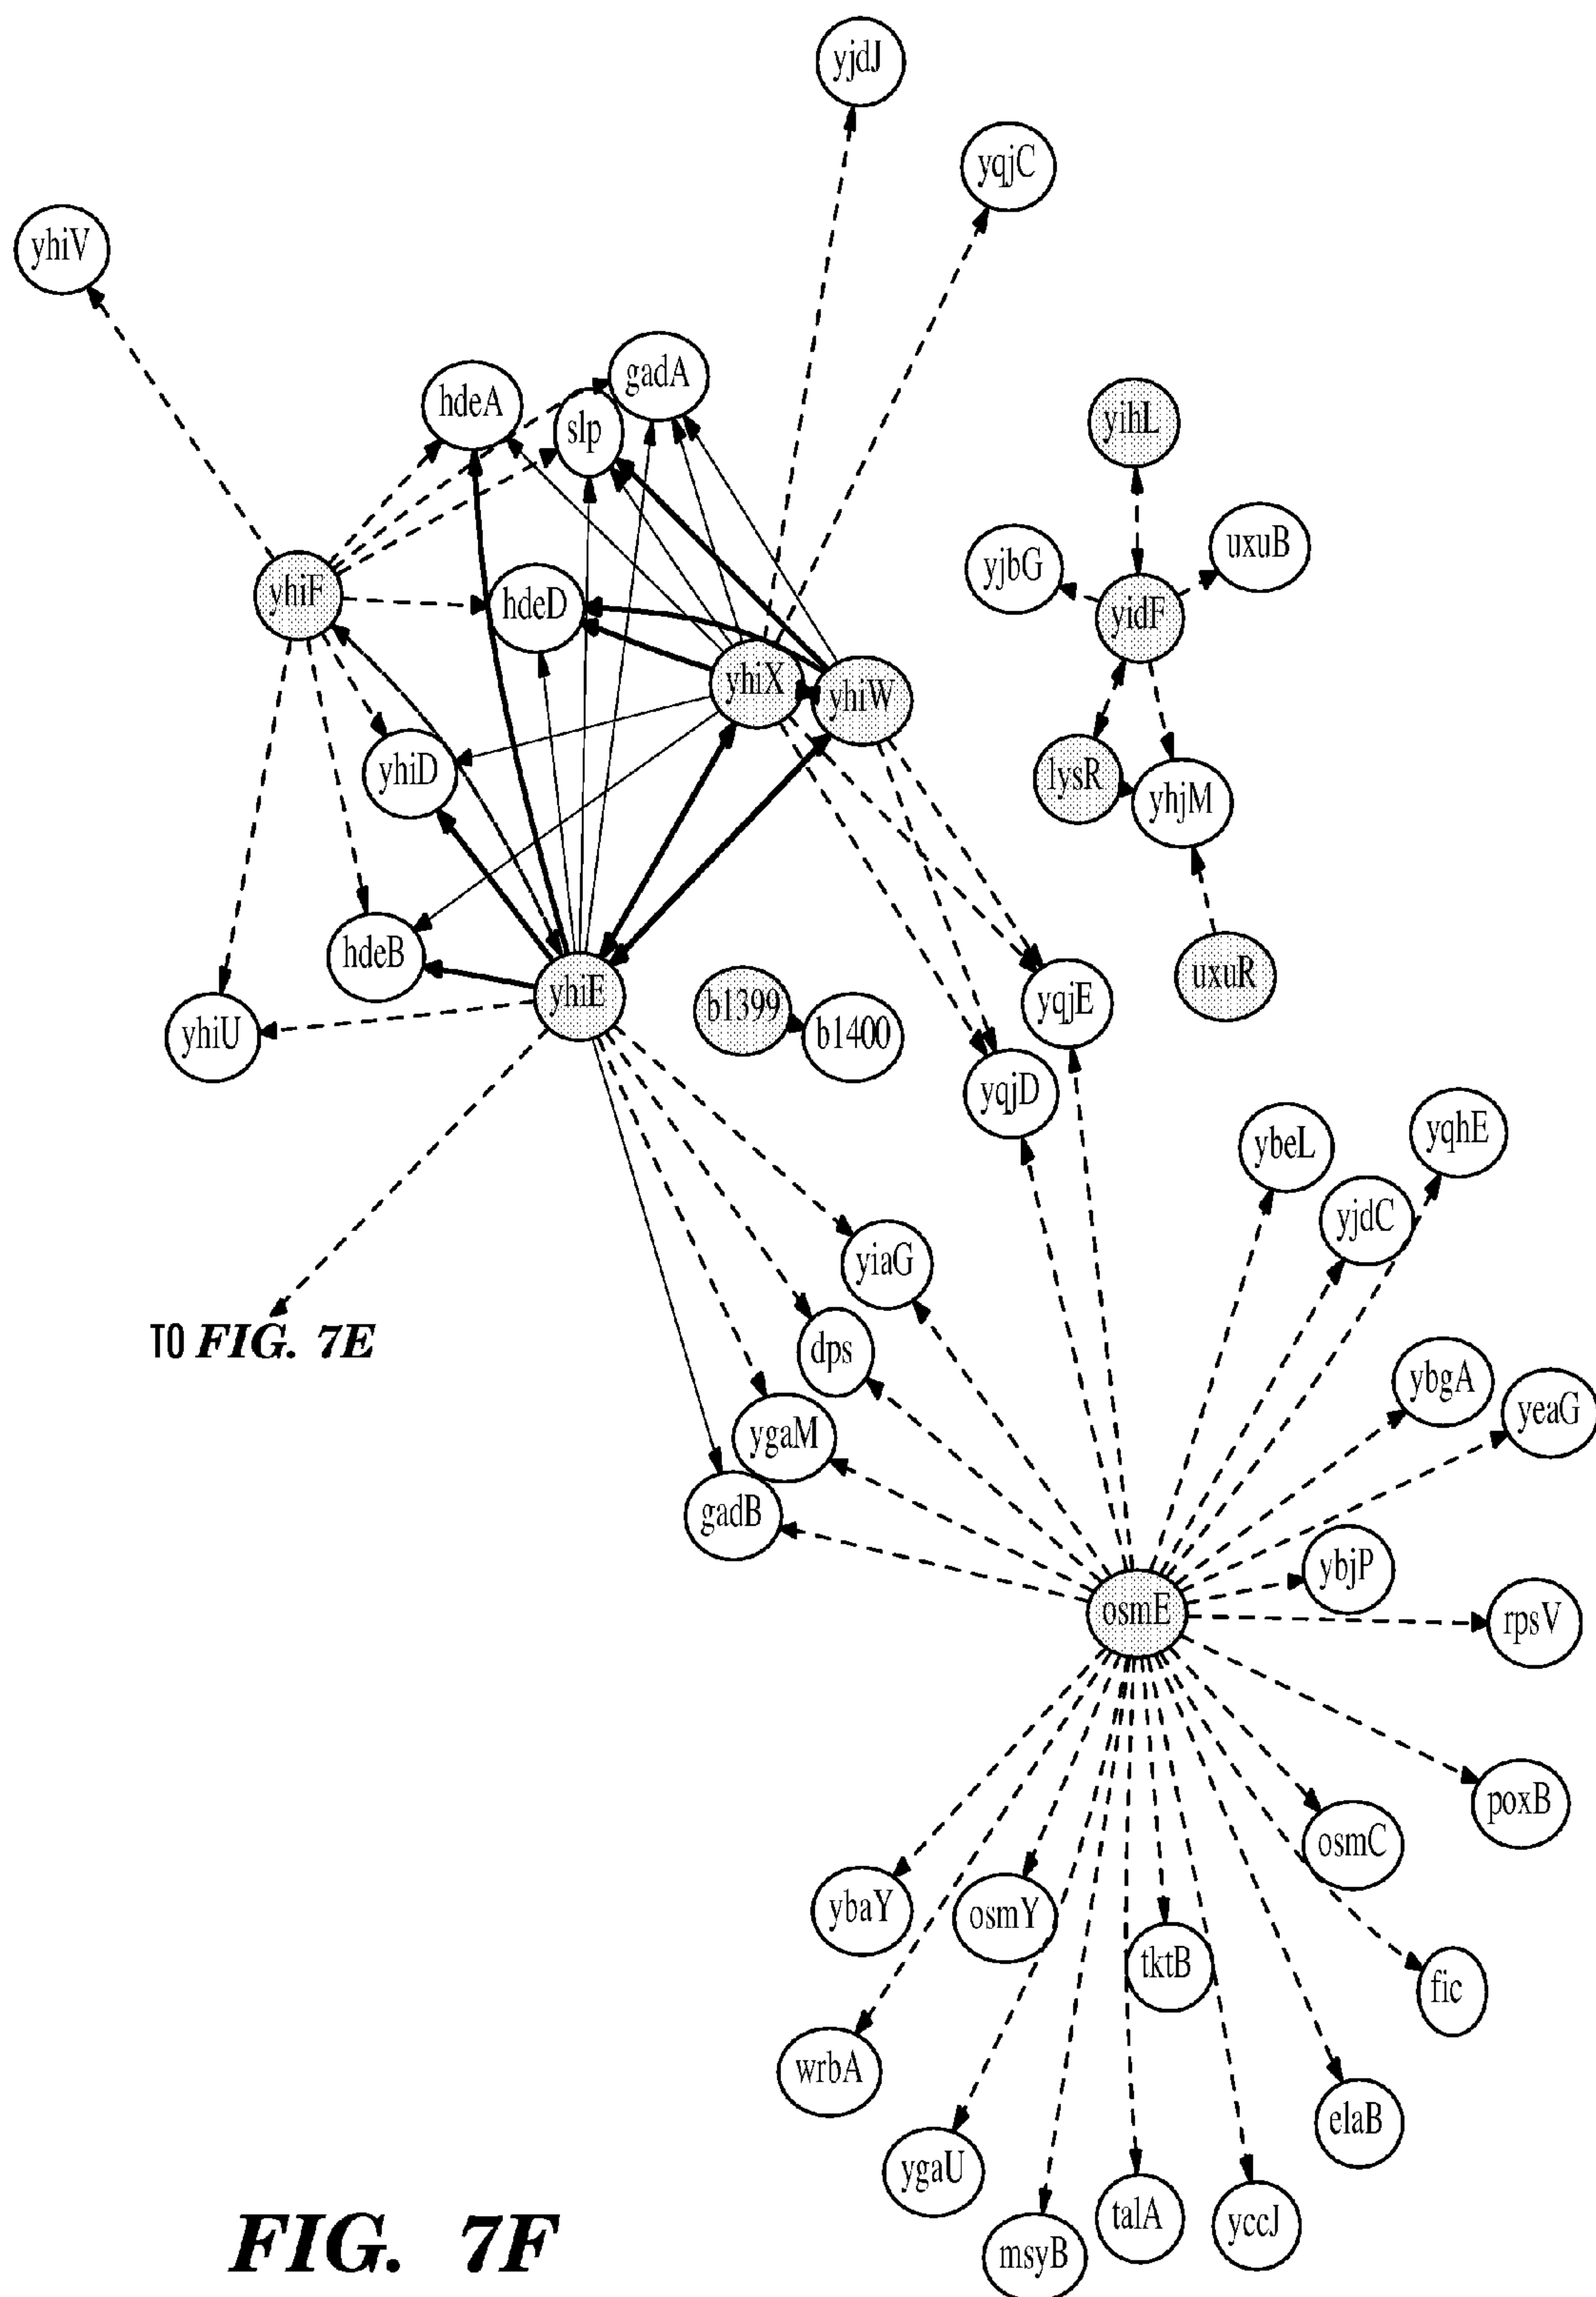 yjdJ
yqjC
yhiV
gadA
hdeA
slp
yihL
uxuB
yjbG
yhiF
hdeD
yidF
yhiX
yhiW
yhiD
lysR
yhjM
hdeB
yhiE
uxuR
yqjE
b1399
b1400
yhiU
yqjD
yqhE
ybeL
yjdC
yiaG
TO FIG. 7E
dps
ybgA
yeaG
ygaM
gadB
ybjP
osmE
rpsV
poxB
osmC
ybaY
osmY
tktB
fic
wrbA
elaB
ygaU
talA
yccJ
msyB
FIG. 7F